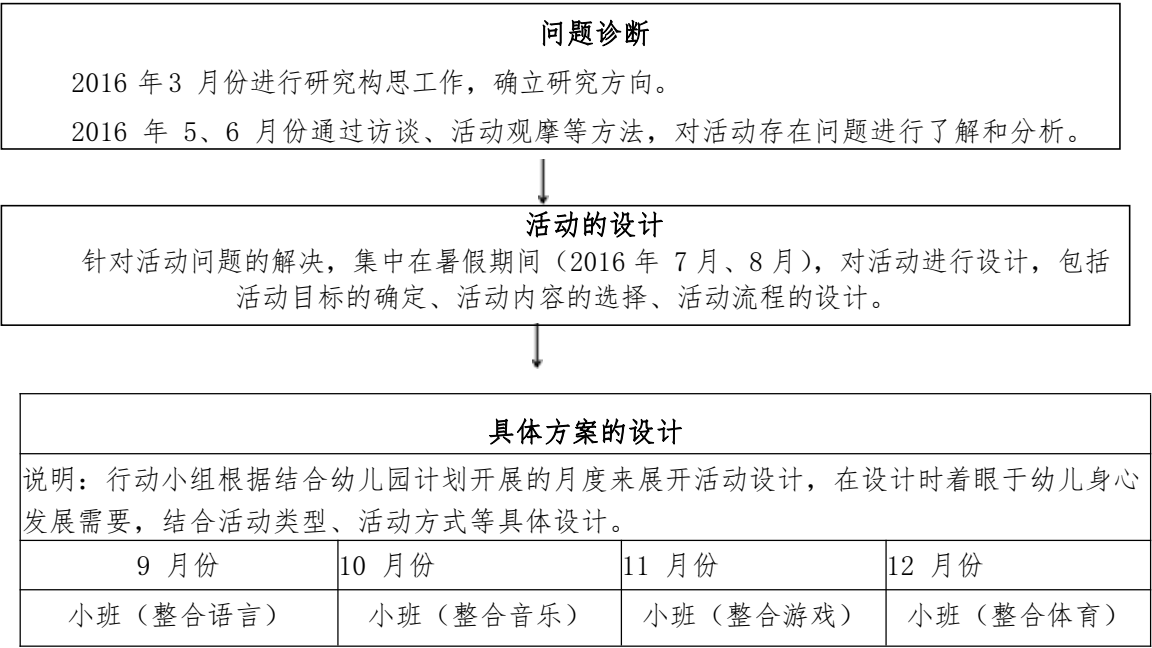 问题诊断
2016 年3 月份进行研究构思工作，确立研究方向。
2016 年 5、6 月份通过访谈、活动观摩等方法，对活动存在问题进行了解和分析。
活动的设计
针对活动问题的解决，集中在暑假期间（2016 年 7 月、8 月），对活动进行设计，包括
活动目标的确定、活动内容的选择、活动流程的设计。
具体方案的设计
说明：行动小组根据结合幼儿园计划开展的月度来展开活动设计，在设计时着眼于幼儿身心
发展需要，结合活动类型、活动方式等具体设计。
9 月份 10 月份 11 月份 12 月份
小班（整合语言） 小班（整合音乐） 小班（整合游戏） 小班（整合体育）